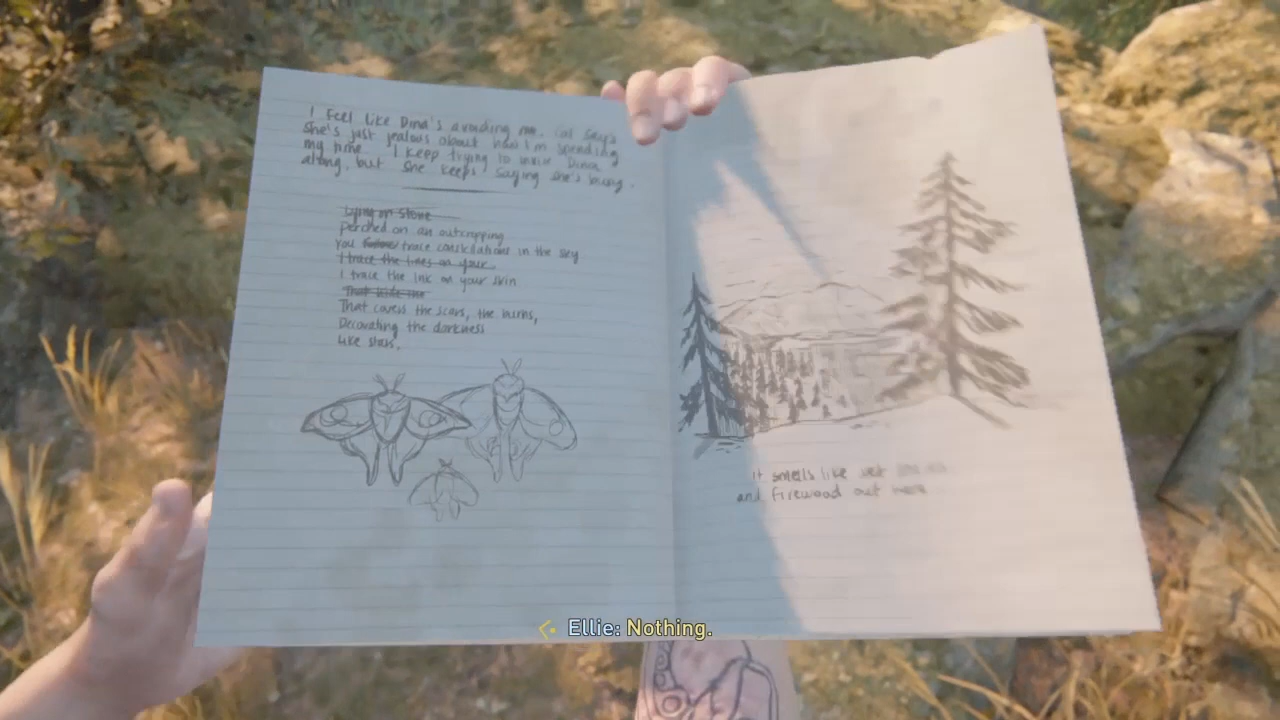 I feel like Dina's avoiding me. Cat says
she's just jealous about how I'm spending
my time. I keep trying to invite Dina
along, but she keeps saying she's busy.
Lying on stone
Perched on an outcropping
you trace constellations in the sky
I trace the lines on your
I trace the ink on your skin
That hide the
That covers the scars, the burns,
Decorating the darkness
like stars.
It smells like wet
and firewood out here
Ellie: Nothing.